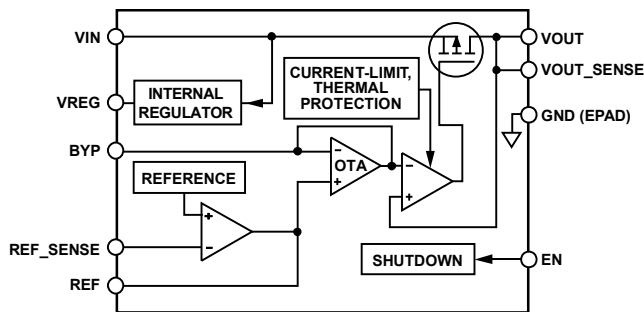 VIN
VOUT
VOUT_SENSE
CURRENT-LIMIT,
THERMAL
PROTECTION
VREG
INTERNAL
REGULATOR
GND (EPAD)
BYP
–
OTA
+
–
+
REFERENCE
+
–
REF_SENSE
REF
SHUTDOWN
EN